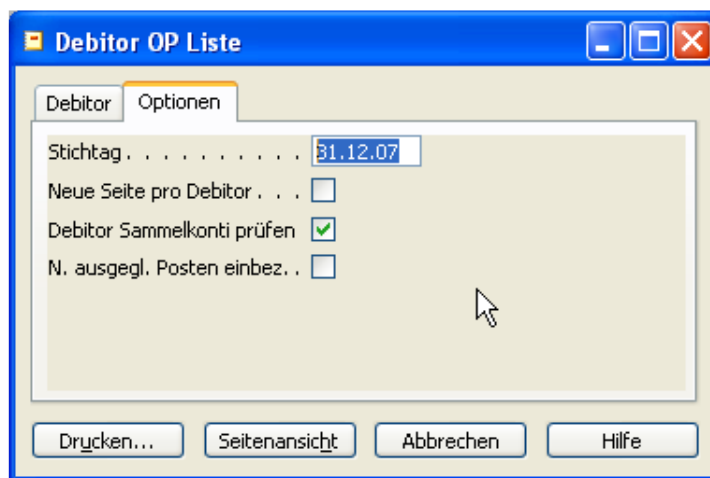 Debitor OP Liste
Debitor Optionen
Stichtag . . . . . . . . . . 31.12.07
Neue Seite pro Debitor . . .
Debitor Sammelkonti prüfen
N. ausgegl. Posten einbez. .
Drucken... Seitenansicht Abbrechen Hilfe